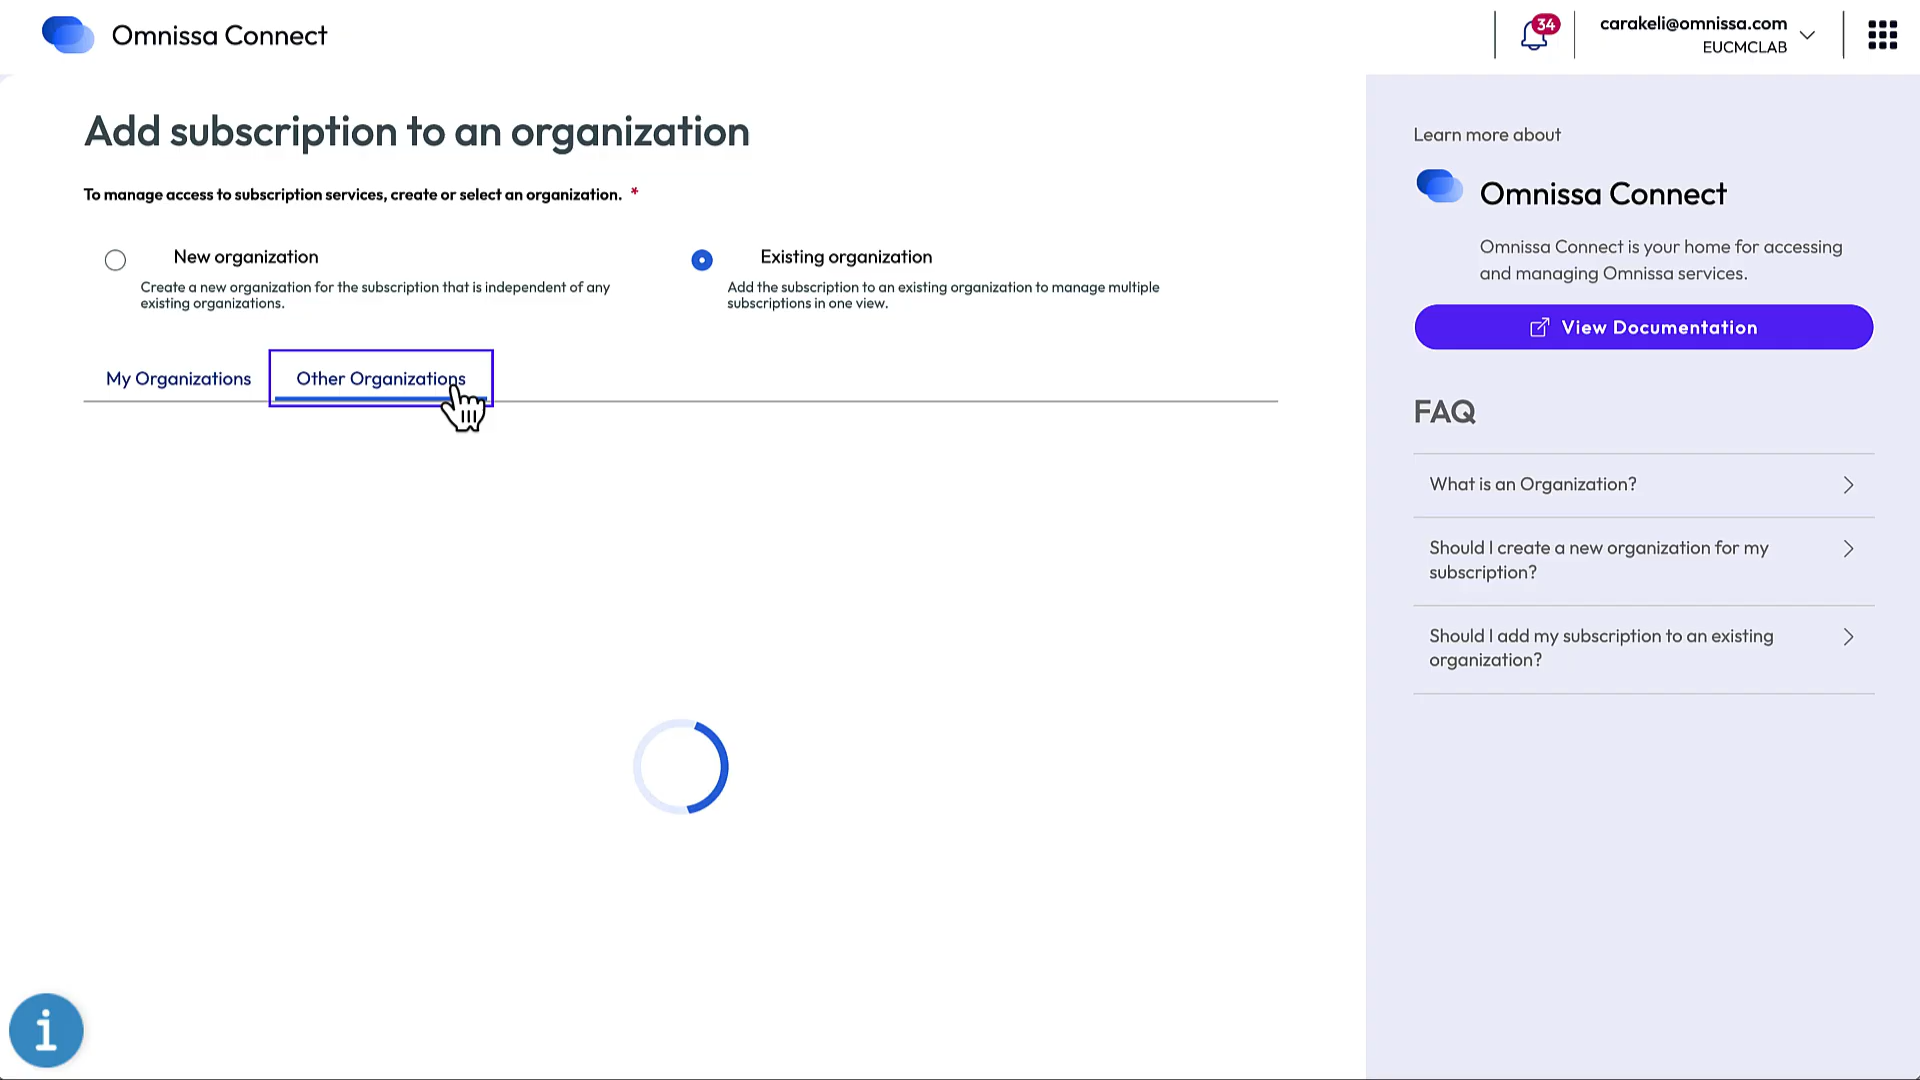 Omnissa Connect
34
carakeli@omnissa.com
EUCMCLAB
Add subscription to an organization
To manage access to subscription services, create or select an organization. *
New organization
Create a new organization for the subscription that is independent of any
existing organizations.
Existing organization
Add the subscription to an existing organization to manage multiple
subscriptions in one view.
My Organizations
Other Organizations
Learn more about
Omnissa Connect
Omnissa Connect is your home for accessing
and managing Omnissa services.
View Documentation
FAQ
What is an Organization?
Should I create a new organization for my
subscription?
Should I add my subscription to an existing
organization?
i